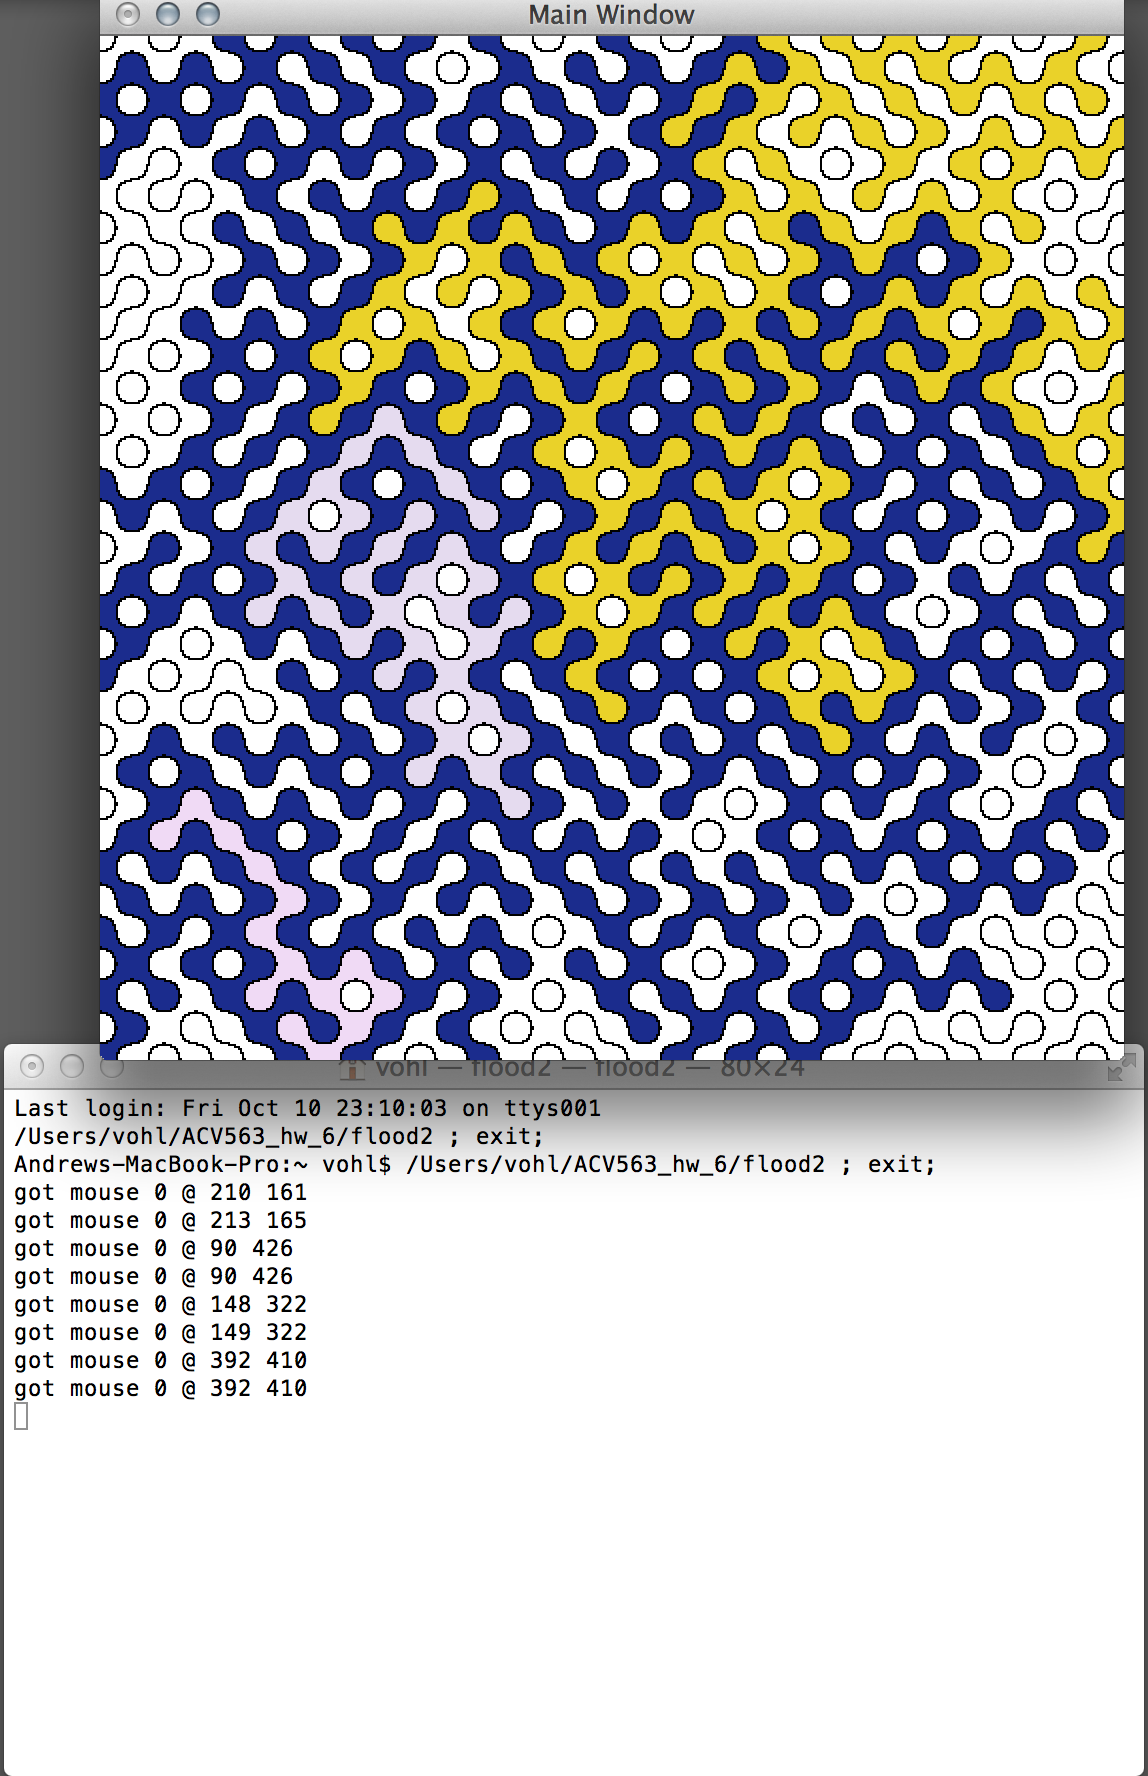 Main Window
vohl — flood2 — flood2 — 80×24
Last login: Fri Oct 10 23:10:03 on ttys001
/Users/vohl/ACV563_hw_6/flood2 ; exit;
Andrews-MacBook-Pro:~ vohl$ /Users/vohl/ACV563_hw_6/flood2 ; exit;
got mouse 0 @ 210 161
got mouse 0 @ 213 165
got mouse 0 @ 90 426
got mouse 0 @ 90 426
got mouse 0 @ 148 322
got mouse 0 @ 149 322
got mouse 0 @ 392 410
got mouse 0 @ 392 410